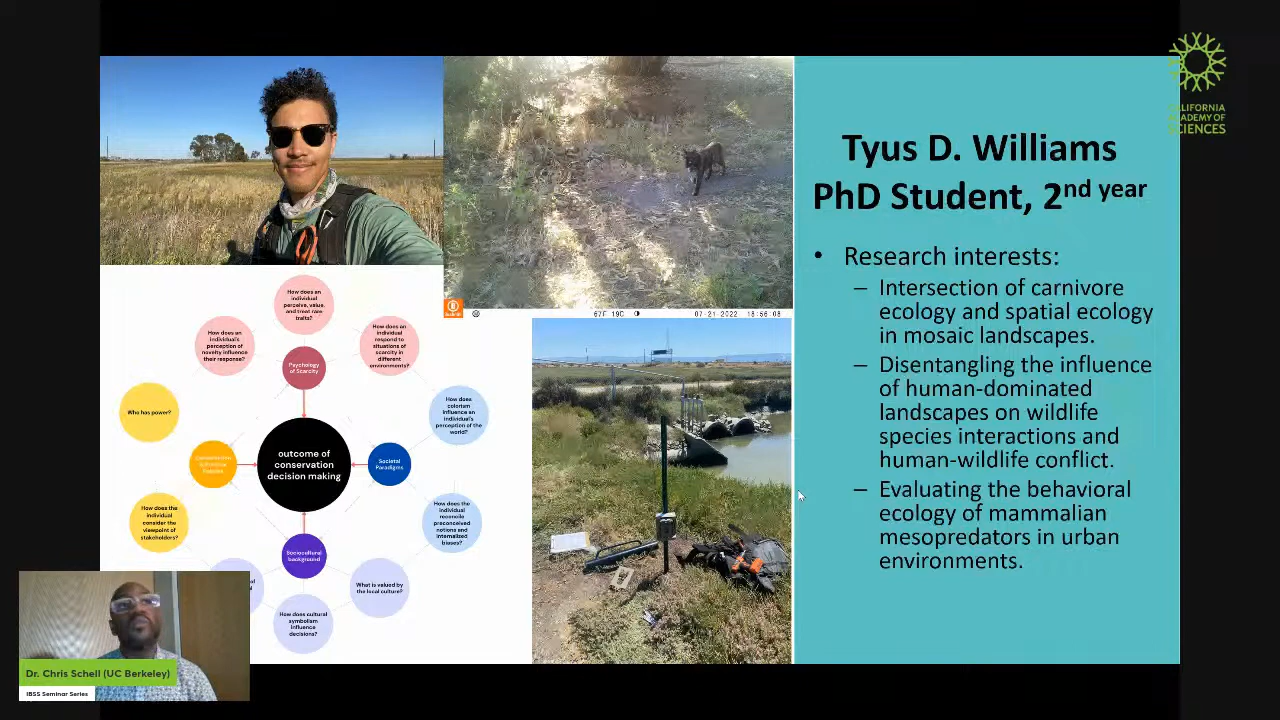 CALIFORNIA
ACADEMY OF
SCIENCES
Tyus D. Williams
PhD Student, 2nd year
• Research interests:
– Intersection of carnivore
ecology and spatial ecology
in mosaic landscapes.
– Disentangling the influence
of human-dominated
landscapes on wildlife
species interactions and
human-wildlife conflict.
– Evaluating the behavioral
ecology of mammalian
mesopredators in urban
environments.
67F 19C
07-21-2022 18:56:08
How does an
individual
perceive, value,
and treat rare
traits?
How does an
individual's
perception of
novelty influence
their response?
How does an
individual
respond to
situations of
scarcity in
different
environments?
Psychology
of Scarcity
Who has power?
How does
colorism
influence an
individual's
perception of the
world?
outcome of
conservation
decision making
Societal
Paradigms
How does the
individual
consider the
viewpoint of
stakeholders?
How does the
individual
reconcile
preconceived
notions and
internalized
biases?
Sociocultural
background
What is valued by
the local culture?
How does cultural
symbolism
influence
decisions?
Dr. Chris Schell (UC Berkeley)
IBSS Seminar Series